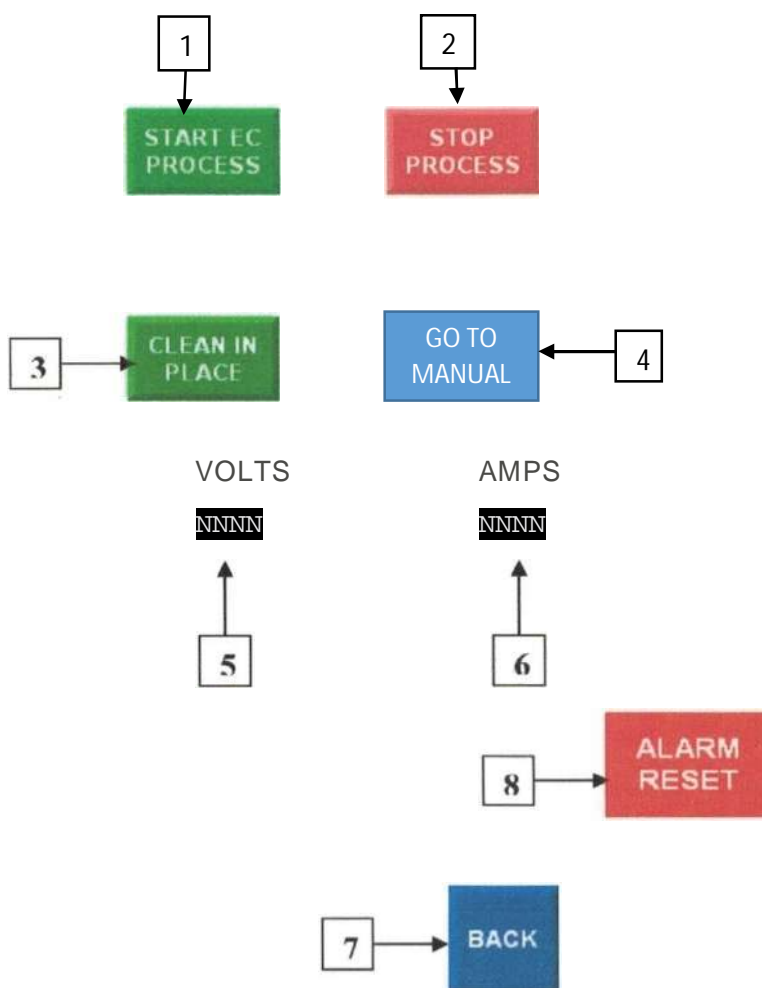 1
2
START EC
PROCESS
STOP
PROCESS
3
CLEAN IN
PLACE
GO TO
MANUAL
4
VOLTS
AMPS
NNNN
NNNN
5
6
8
ALARM
RESET
7
BACK